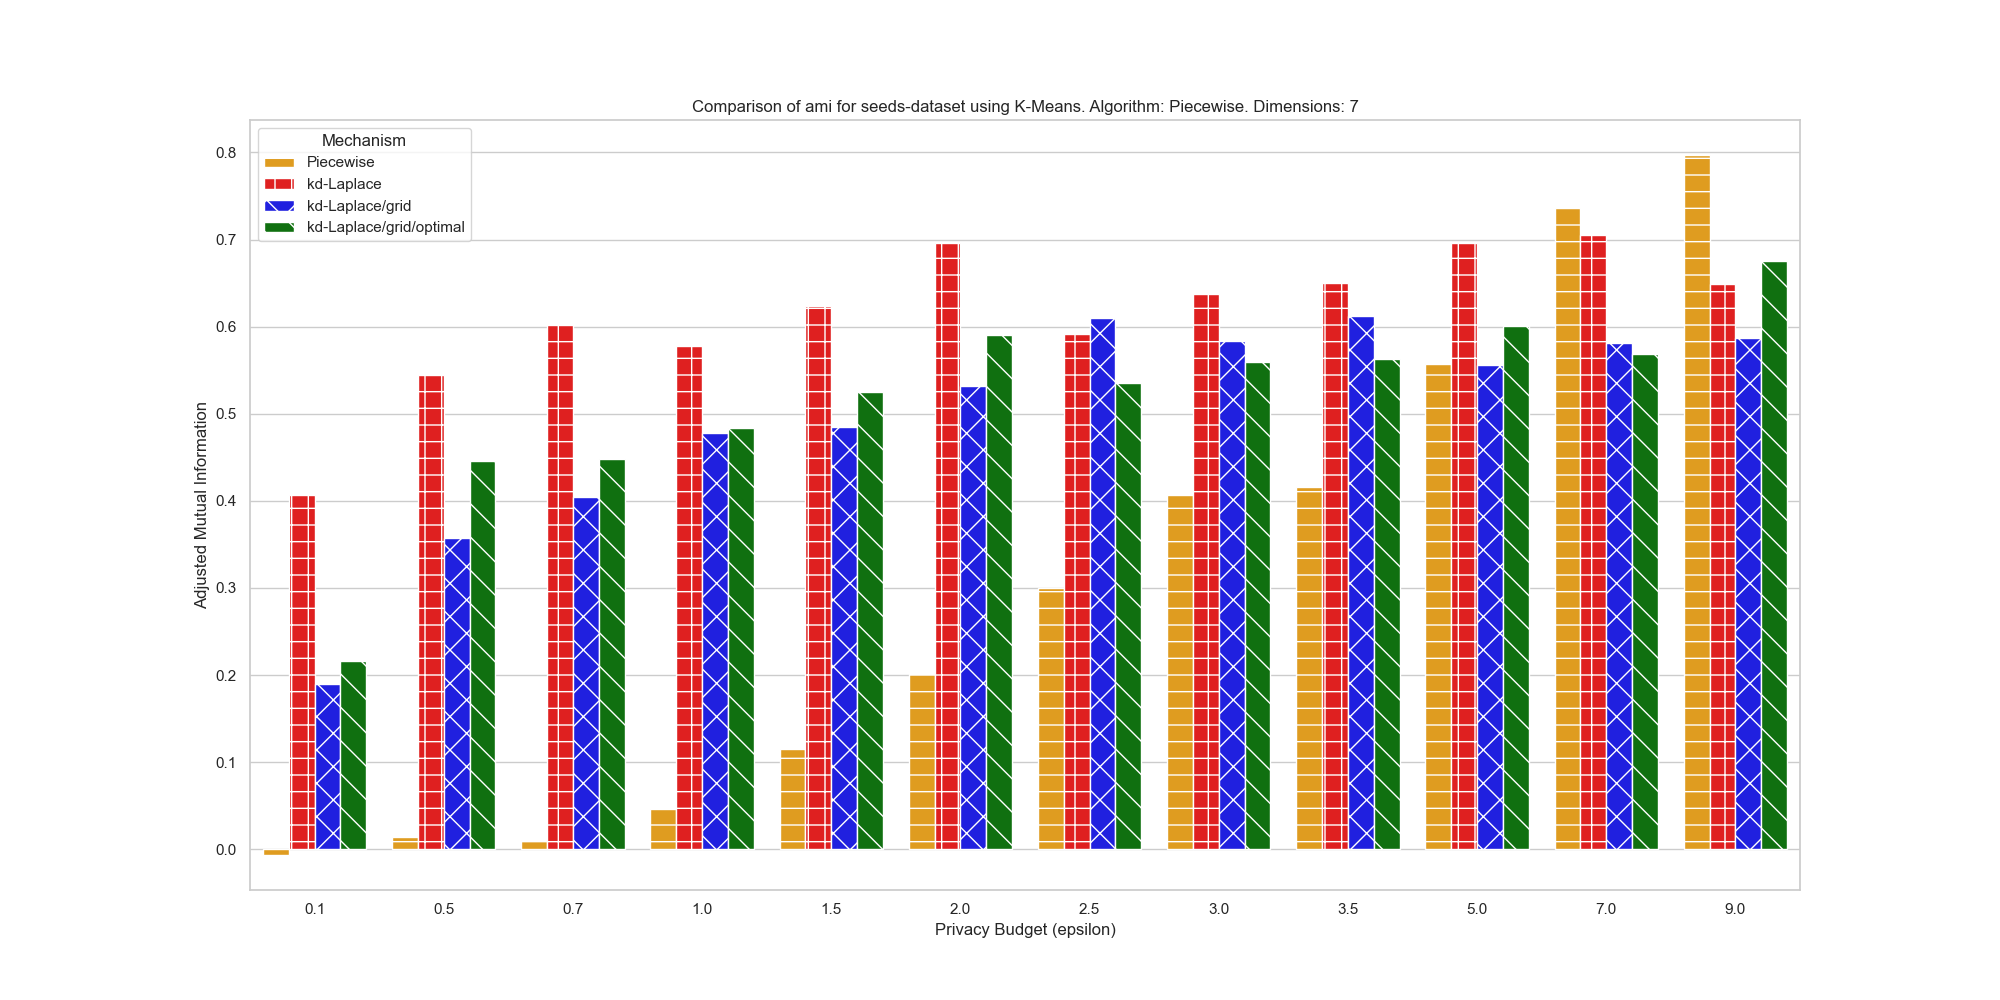 Comparison of ami for seeds-dataset using K-Means. Algorithm: Piecewise. Dimensions: 7
Mechanism
Piecewise
kd-Laplace
kd-Laplace/grid
kd-Laplace/grid/optimal
Adjusted Mutual Information
0.8
0.7
0.6
0.5
0.4
0.3
0.2
0.1
0.0
0.1 0.5 0.7 1.0 1.5 2.0 2.5 3.0 3.5 5.0 7.0 9.0
Privacy Budget (epsilon)